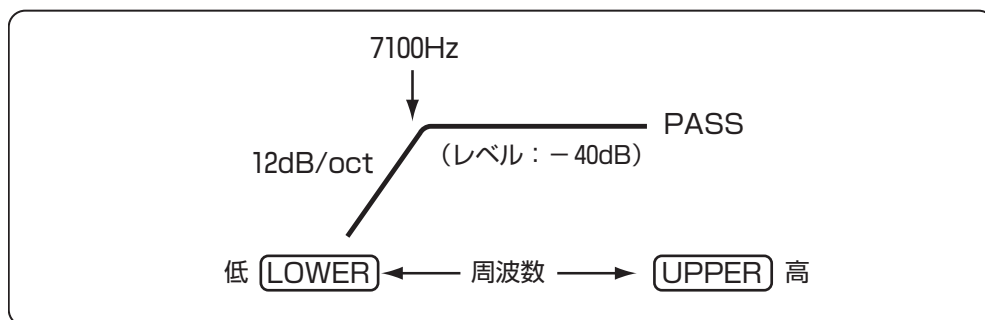 7100Hz
PASS
12dB/oct
（レベル：－40dB）
低 LOWER 周波数 UPPER 高